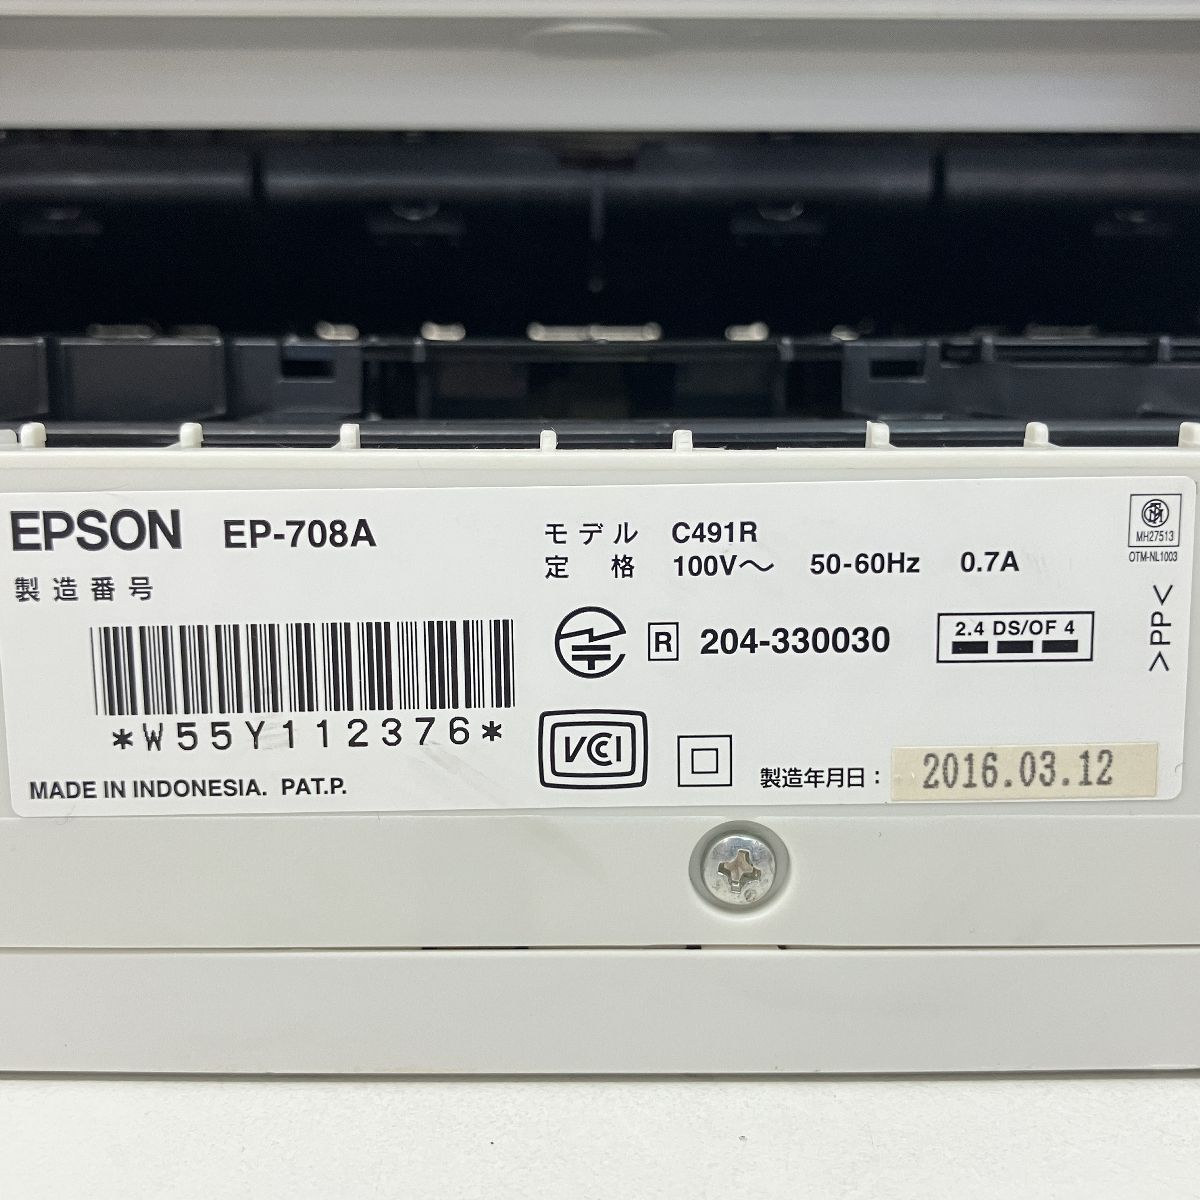 EPSON EP-708A
製造番号
*W55Y112376*
MADE IN INDONESIA. PAT.P.
モデル C491R
定格 100V～ 50-60Hz 0.7A
R 204-330030
2.4 DS/OF 4
VCCI
製造年月日： 2016.03.12
MH27513
OTM-NL1003
>PP<